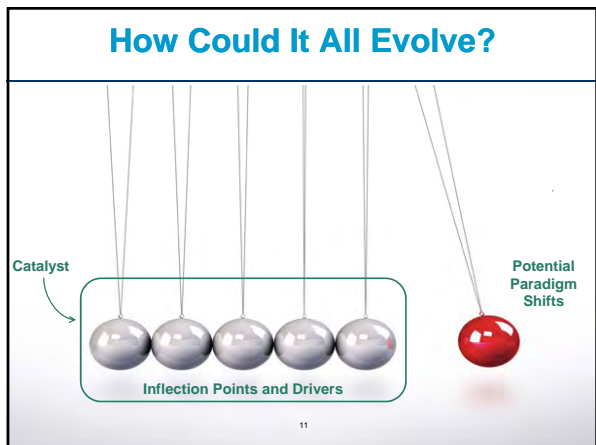 How Could It All Evolve?
Catalyst
Potential
Paradigm
Shifts
Inflection Points and Drivers
11